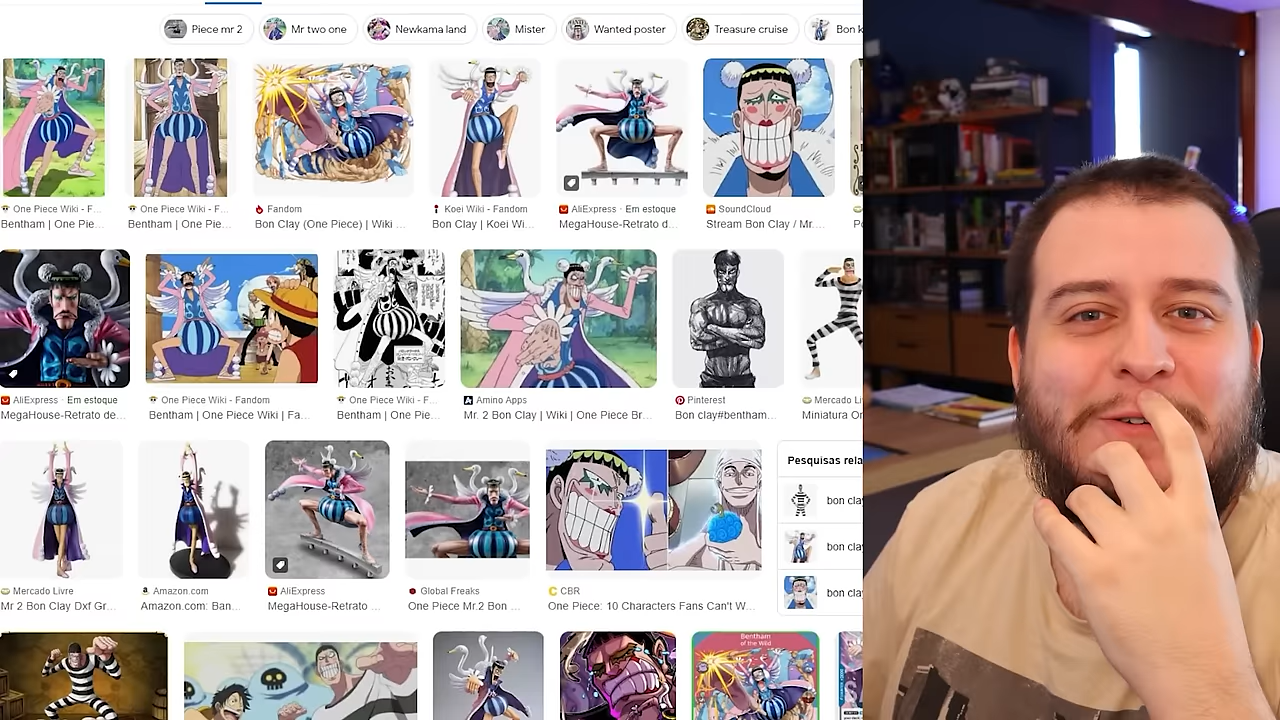 Piece mr 2
Mr two one
Newkama land
Mister
Wanted poster
Treasure cruise
Bon k
One Piece Wiki - F...
One Piece Wiki - F...
Fandom
Koei Wiki - Fandom
AliExpress · Em estoque
SoundCloud
Bentham | One Pie...
Bentham | One Pie...
Bon Clay (One Piece) | Wiki ...
Bon Clay | Koei Wi...
MegaHouse-Retrato d...
Stream Bon Clay / Mr....
AliExpress · Em estoque
One Piece Wiki - Fandom
One Piece Wiki - F...
Amino Apps
Pinterest
Mercado Li
MegaHouse-Retrato de...
Bentham | One Piece Wiki | Fa...
Bentham | One Pie...
Mr. 2 Bon Clay | Wiki | One Piece Br...
Bon clay#bentham...
Miniatura On
Pesquisas rela
bon clay
bon clay
bon clay
Mercado Livre
Amazon.com
AliExpress
Global Freaks
CBR
Mr 2 Bon Clay Dxf Gr...
Amazon.com: Ban...
MegaHouse-Retrato ...
One Piece Mr.2 Bon ...
One Piece: 10 Characters Fans Can't W...
Bentham
of the Wild